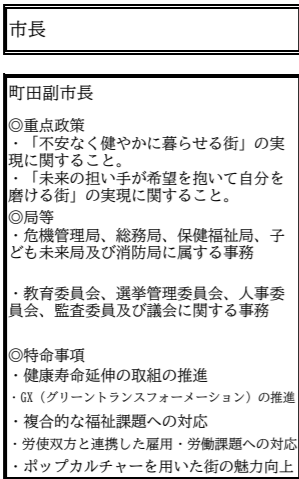 市長
町田副市長
◎重点政策
・「不安なく健やかに暮らせる街」の実
現に関すること。
・「未来の担い手が希望を抱いて自分を
磨ける街」の実現に関すること。
◎局等
・危機管理局、総務局、保健福祉局、子
ども未来局及び消防局に属する事務
・教育委員会、選挙管理委員会、人事委
員会、監査委員及び議会に関する事務
◎特命事項
・健康寿命延伸の取組の推進
・GX（グリーントランスフォーメーション）の推進
・複合的な福祉課題への対応
・労使双方と連携した雇用・労働課題への対応
・ポップカルチャーを用いた街の魅力向上